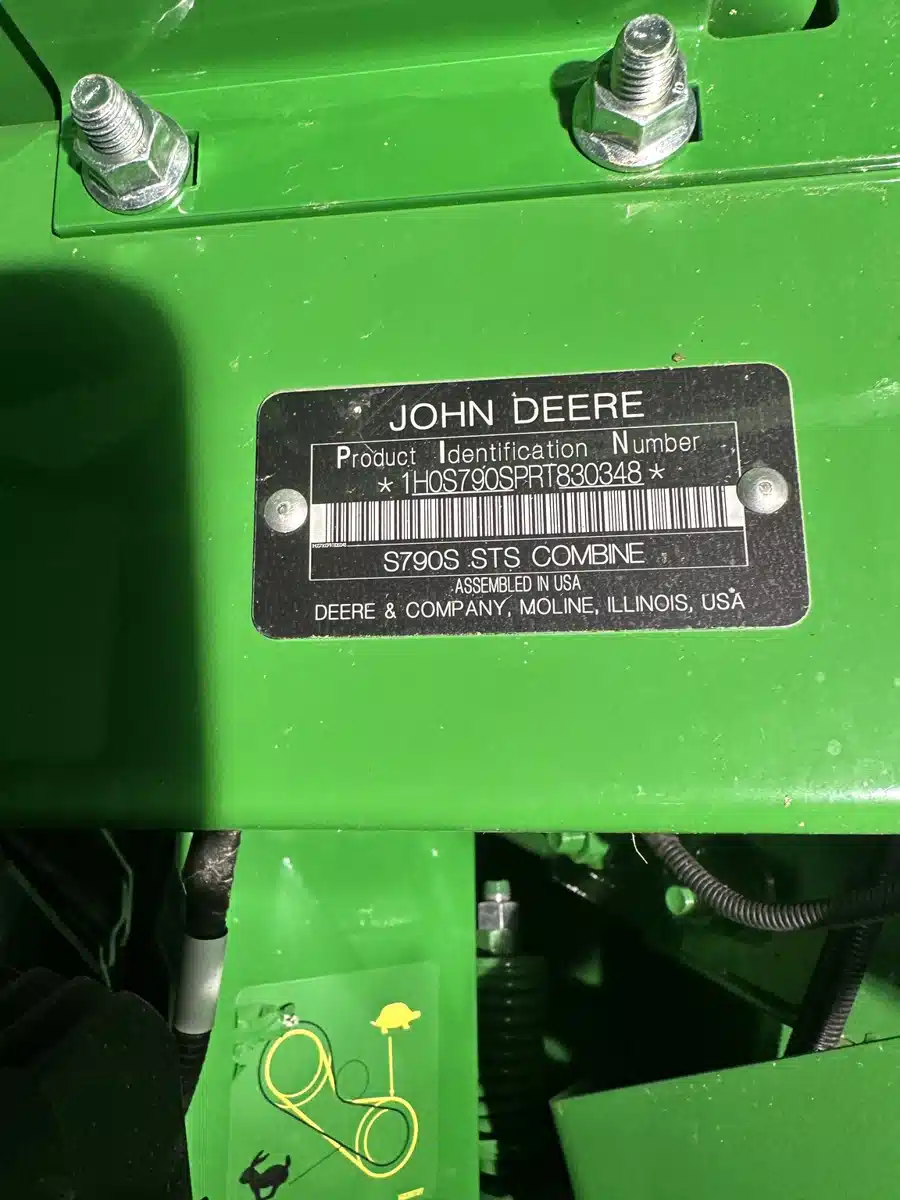 JOHN DEERE
Product Identification Number
*1H0S790SPRT830348*
S790S STS COMBINE
ASSEMBLED IN USA
DEERE & COMPANY, MOLINE, ILLINOIS, USA